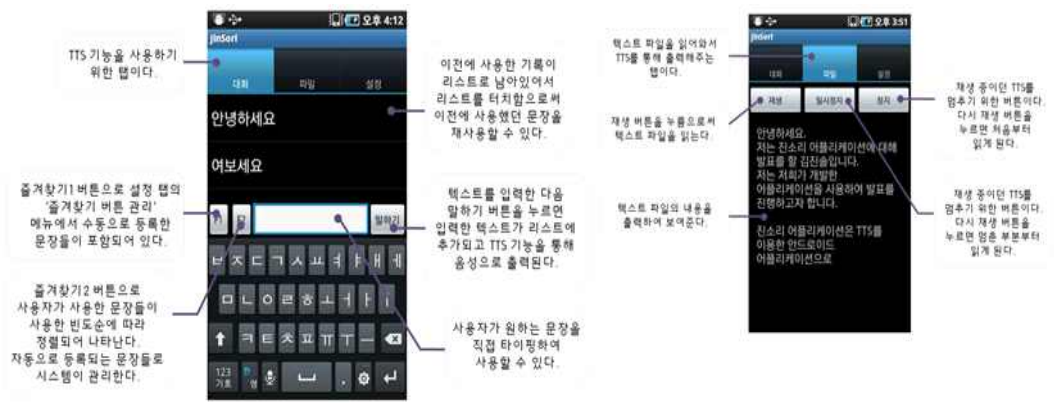 TTS 기능을 사용하기
위한 탭이다.
즐겨찾기1 버튼으로 설정 탭의
'즐겨찾기 버튼 관리'
메뉴에서 수동으로 등록한
문장들이 포함되어 있다.
즐겨찾기2 버튼으로
사용자가 사용한 문장들이
사용한 빈도순에 따라
정렬되어 나타난다.
자동으로 등록되는 문장들로
시스템이 관리한다.
오후 4:12
JinSori
대화 파일 설정
안녕하세요
여보세요
말하기
ㅂ ㅈ ㄷ ㄱ ㅅ ㅛ ㅕ ㅑ ㅐ ㅔ
ㅁ ㄴ ㅇ ㄹ ㅎ ㅗ ㅓ ㅏ ㅣ
ㅋ ㅌ ㅊ ㅍ ㅠ ㅜ ㅡ
123
기호
.
이전에 사용한 기록이
리스트로 남아있어서
리스트를 터치함으로써
이전에 사용했던 문장을
재사용할 수 있다.
텍스트를 입력한 다음
말하기 버튼을 누르면
입력한 텍스트가 리스트에
추가되고 TTS 기능을 통해
음성으로 출력된다.
사용자가 원하는 문장을
직접 타이핑하여
사용할 수 있다.
텍스트 파일을 읽어와서
TTS를 통해 출력해주는
탭이다.
재생 버튼을 누름으로써
텍스트 파일을 읽는다.
텍스트 파일의 내용을
출력하여 보여준다.
오후 3:51
JinSori
대화 파일 설정
재생 일시정지 정지
안녕하세요.
저는 진소리 어플리케이션에 대해
발표를 할 김진솔입니다.
저는 저희가 개발한
어플리케이션을 사용하여 발표를
진행하고자 합니다.
진소리 어플리케이션은 TTS를
이용한 안드로이드
어플리케이션으로
재생 중이던 TTS를
멈추기 위한 버튼이다.
다시 재생 버튼을
누르면 처음부터
읽게 된다.
재생 중이던 TTS를
멈추기 위한 버튼이다.
다시 재생 버튼을
누르면 멈춘 부분부터
읽게 된다.